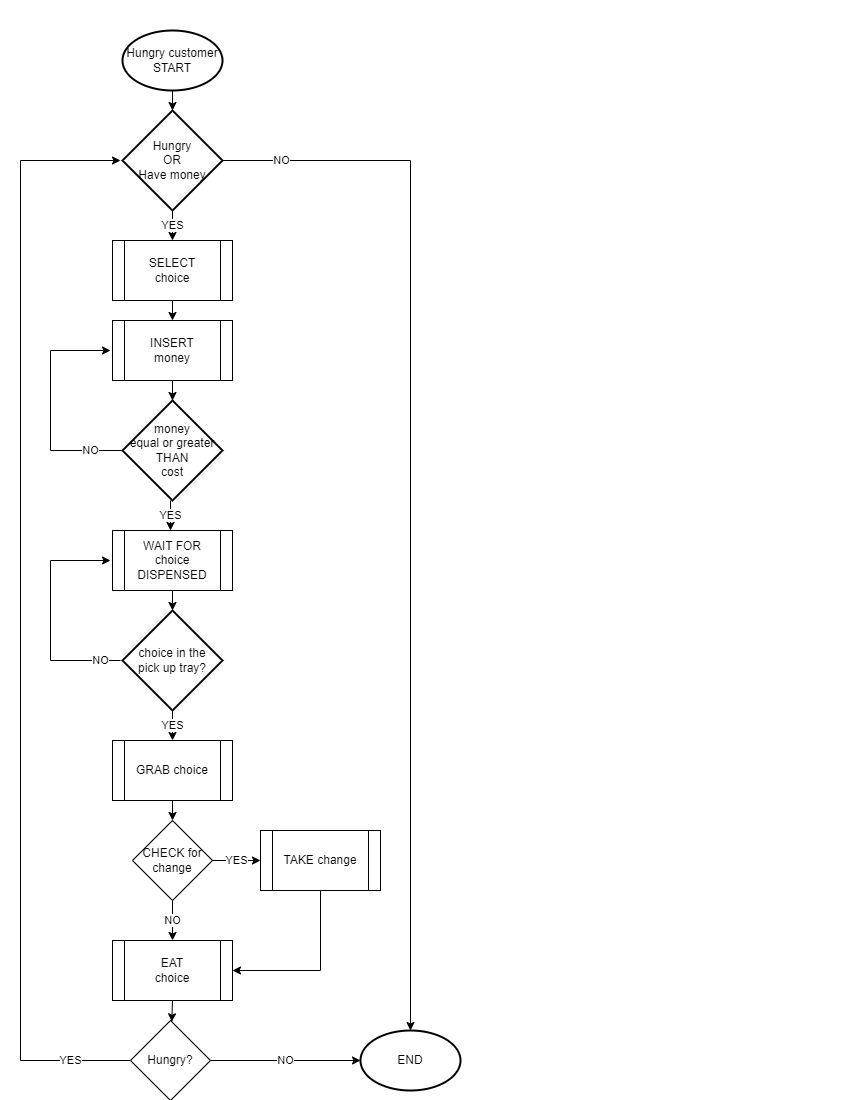 Hungry customer
START
Hungry
OR
Have money
NO
YES
SELECT
choice
INSERT
money
money
equal or greater
THAN
cost
NO
YES
WAIT FOR
choice
DISPENSED
choice in the
pick up tray?
NO
YES
GRAB choice
CHECK for
change
YES
TAKE change
NO
EAT
choice
Hungry?
YES
NO
END